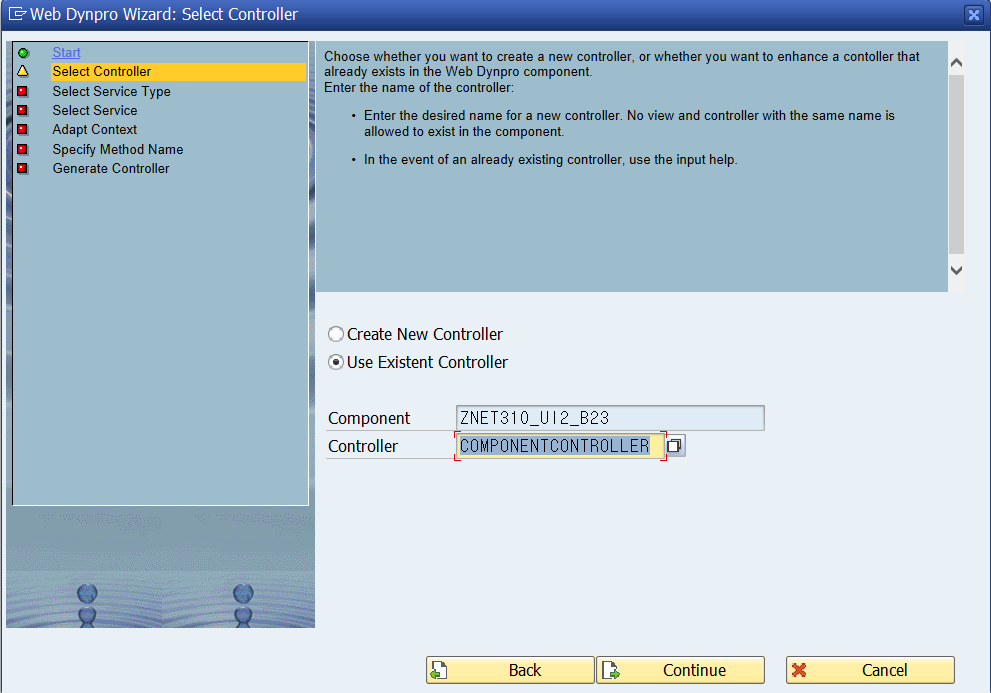 Web Dynpro Wizard: Select Controller
Start
Select Controller
Select Service Type
Select Service
Adapt Context
Specify Method Name
Generate Controller
Choose whether you want to create a new controller, or whether you want to enhance a contoller that
already exists in the Web Dynpro component.
Enter the name of the controller:
• Enter the desired name for a new controller. No view and controller with the same name is
allowed to exist in the component.
• In the event of an already existing controller, use the input help.
Create New Controller
Use Existent Controller
Component ZNET310_UI2_B23
Controller COMPONENTCONTROLLER
Back Continue Cancel